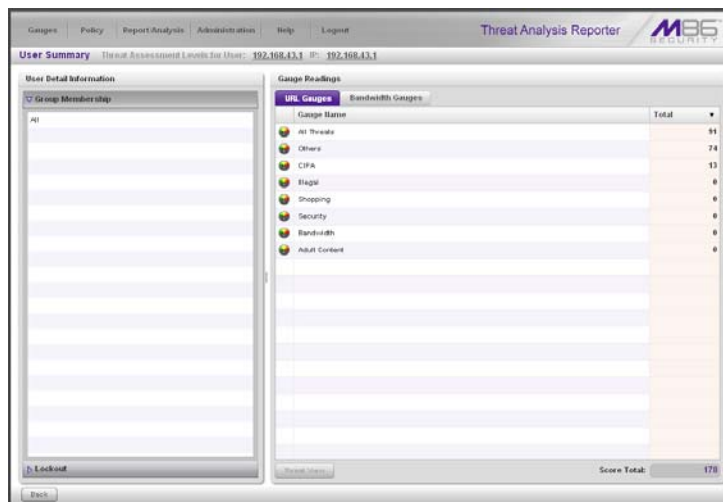 Gauges Policy Report/Analysis Administration Help Logout Threat Analysis Reporter M86 SECURITY
User Summary Threat Assessment Levels for User: 192.168.43.1 IP: 192.168.43.1
User Detail Information
Group Membership
All
Lockout
Back
Gauge Readings
URL Gauges Bandwidth Gauges
Gauge Name Total
All Threats 91
Others 74
CIPA 13
Illegal 0
Shopping 0
Security 0
Bandwidth 0
Adult Content 0
Score Total: 178